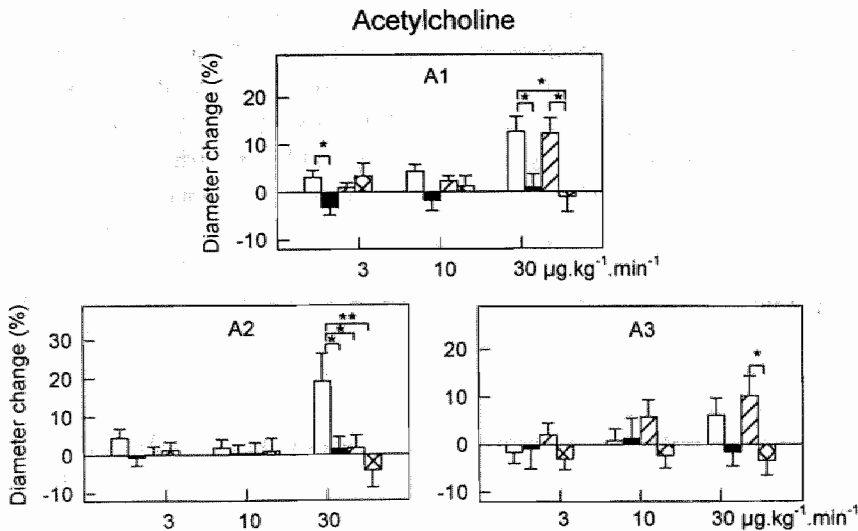 Acetylcholine
A1
Diameter change (%)
20
10
0
-10
* * * *
3 10 30 µg.kg⁻¹.min⁻¹
A2
Diameter change (%)
30
20
10
0
-10
** * *
3 10 30
A3
20
10
0
-10
*
3 10 30 µg.kg⁻¹.min⁻¹